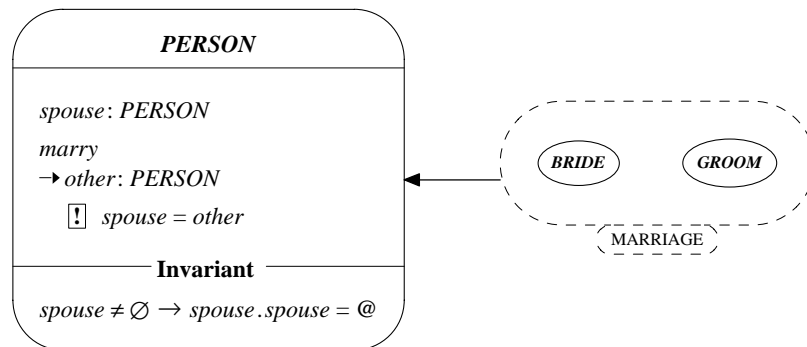 PERSON
spouse: PERSON
marry
→ other: PERSON
! spouse = other
Invariant
spouse ≠ ∅ → spouse.spouse = @
BRIDE GROOM
MARRIAGE